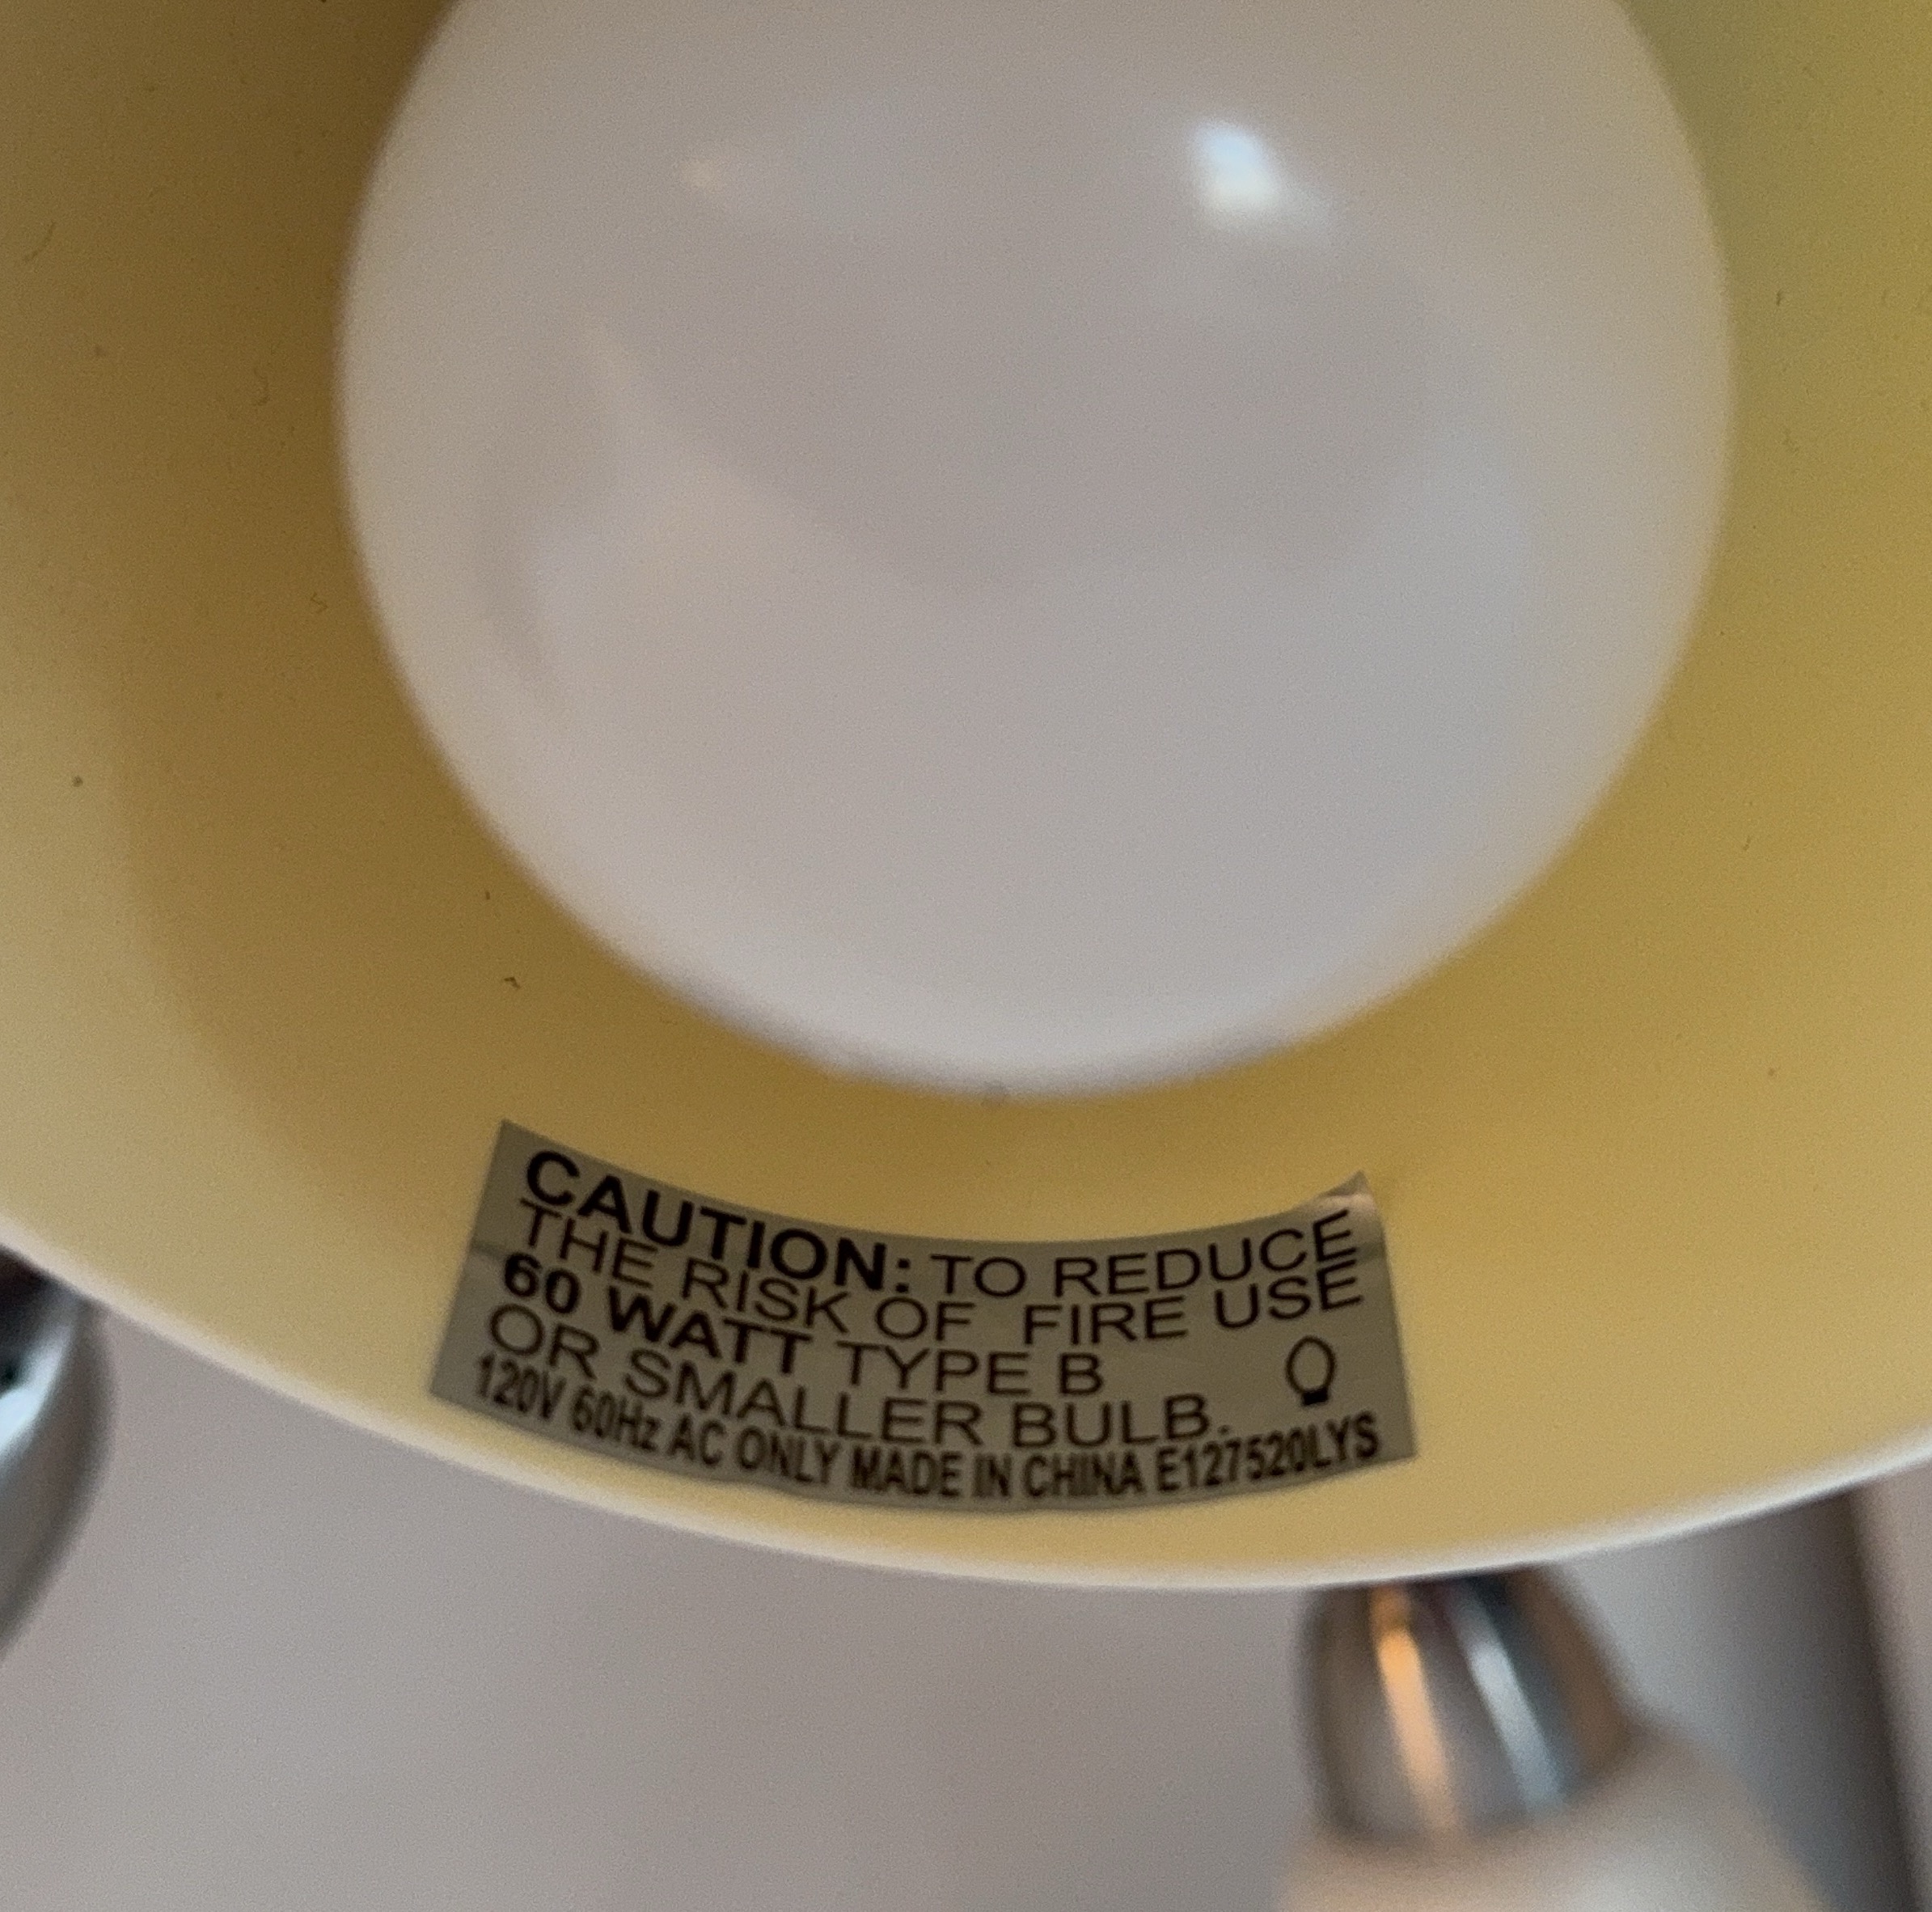 CAUTION: TO REDUCE
THE RISK OF FIRE USE
60 WATT TYPE B
OR SMALLER BULB.
120V 60Hz AC ONLY MADE IN CHINA E127520LYS